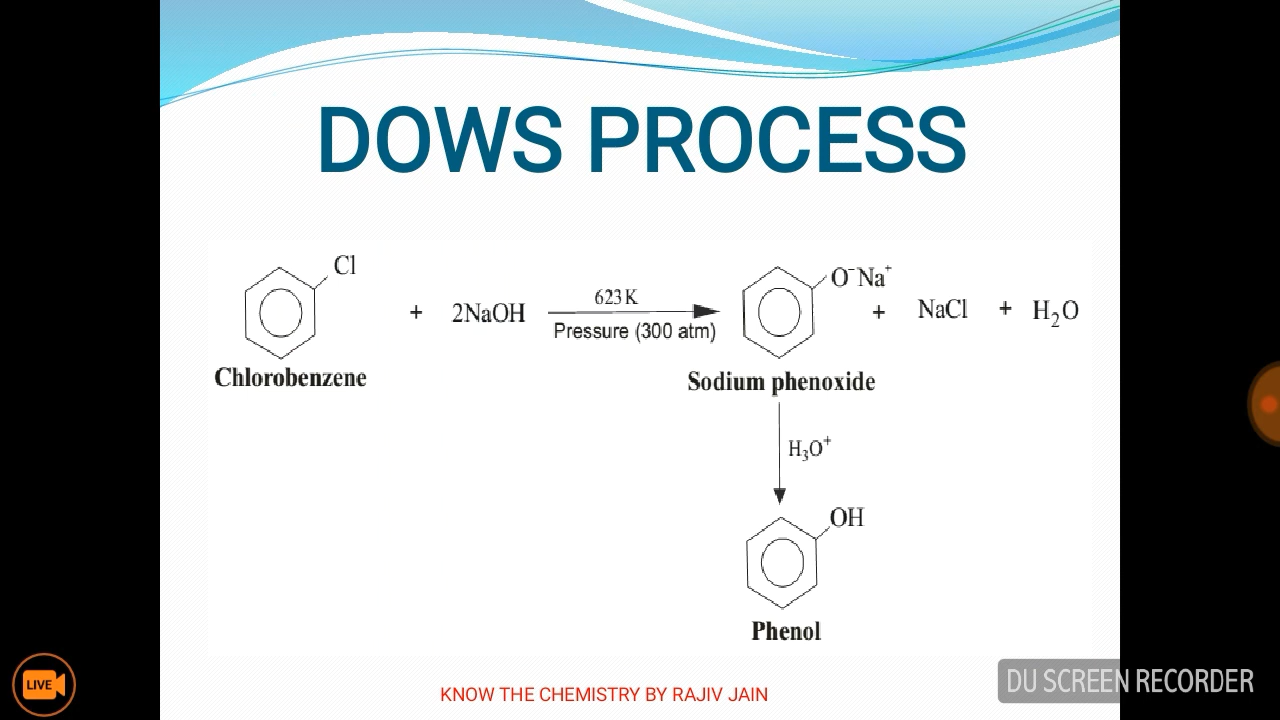 DOWS PROCESS
Cl
+ 2NaOH
623 K
Pressure (300 atm)
O⁻Na⁺
+ NaCl + H₂O
Chlorobenzene
Sodium phenoxide
H₃O⁺
OH
Phenol
LIVE
KNOW THE CHEMISTRY BY RAJIV JAIN
DU SCREEN RECORDER